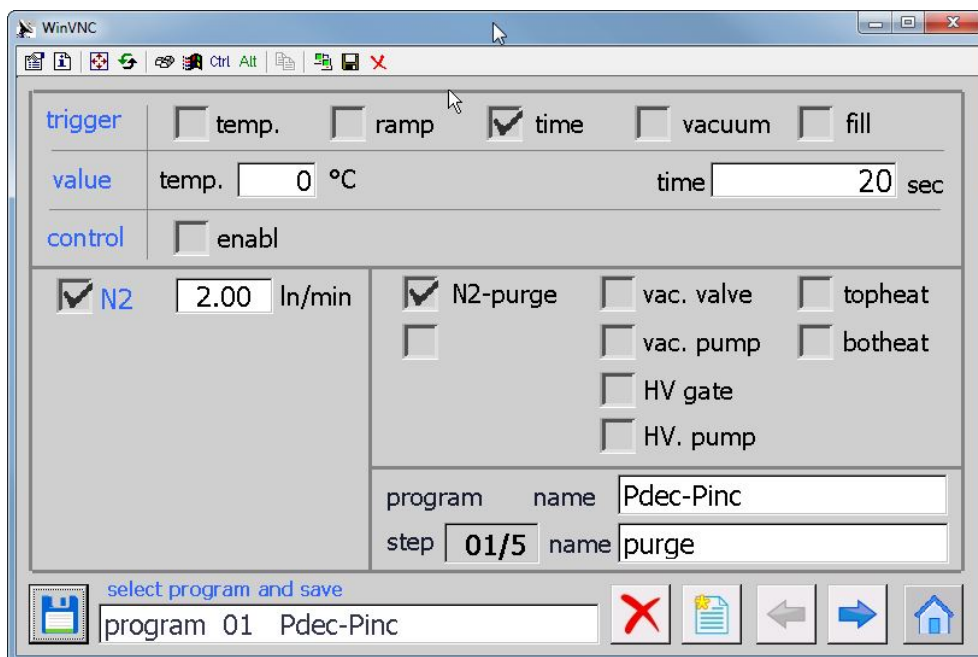 WinVNC
Ctrl Alt
trigger temp. ramp time vacuum fill
value temp. 0 °C time 20 sec
control enabl
N2 2.00 ln/min N2-purge vac. valve topheat
vac. pump botheat
HV gate
HV. pump
program name Pdec-Pinc
step 01/5 name purge
select program and save
program 01 Pdec-Pinc